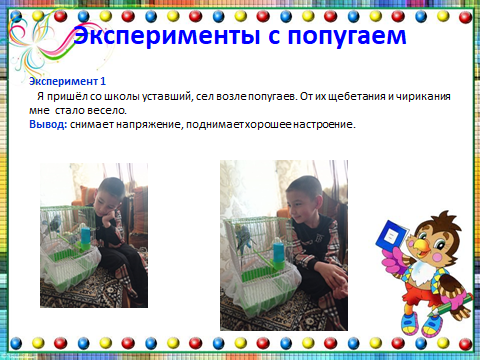 Эксперименты с попугаем
Эксперимент 1
Я пришёл со школы уставший, сел возле попугаев. От их щебетания и чирикания
мне стало весело.
Вывод: снимает напряжение, поднимает хорошее настроение.